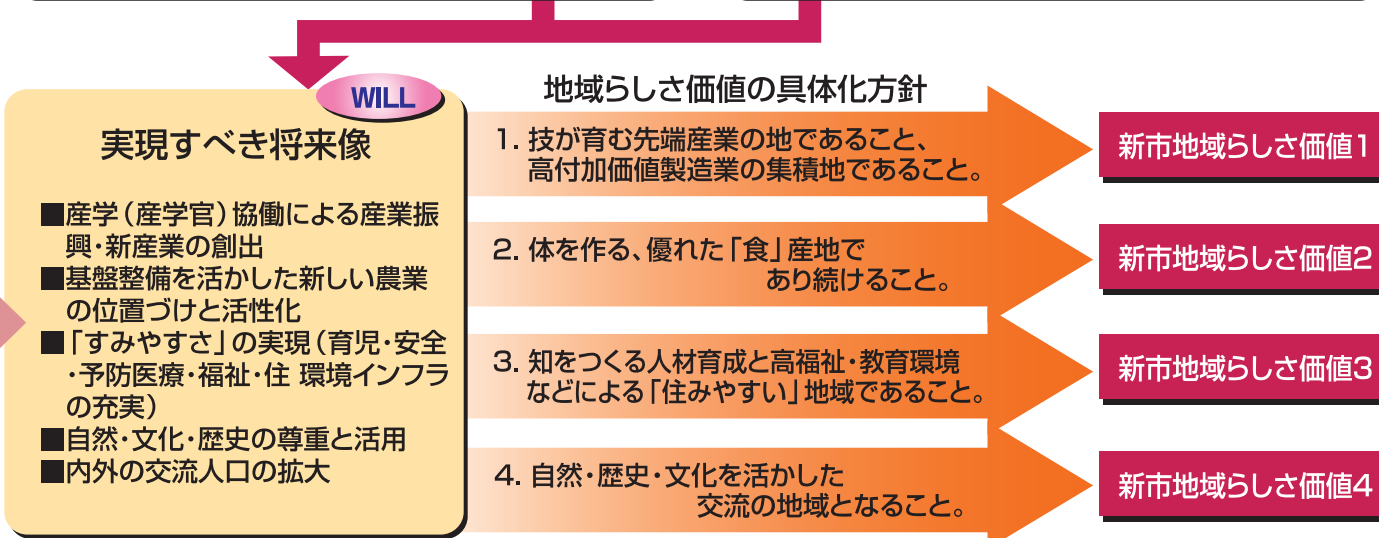 WILL
実現すべき将来像
■産学(産学官)協働による産業振
興・新産業の創出
■基盤整備を活かした新しい農業
の位置づけと活性化
■「すみやすさ」の実現(育児・安全
・予防医療・福祉・住 環境インフラ
の充実)
■自然・文化・歴史の尊重と活用
■内外の交流人口の拡大
地域らしさ価値の具体化方針
1. 技が育む先端産業の地であること、
高付加価値製造業の集積地であること。
新市地域らしさ価値1
2. 体を作る、優れた「食」産地で
あり続けること。
新市地域らしさ価値2
3. 知をつくる人材育成と高福祉・教育環境
などによる「住みやすい」地域であること。
新市地域らしさ価値3
4. 自然・歴史・文化を活かした
交流の地域となること。
新市地域らしさ価値4